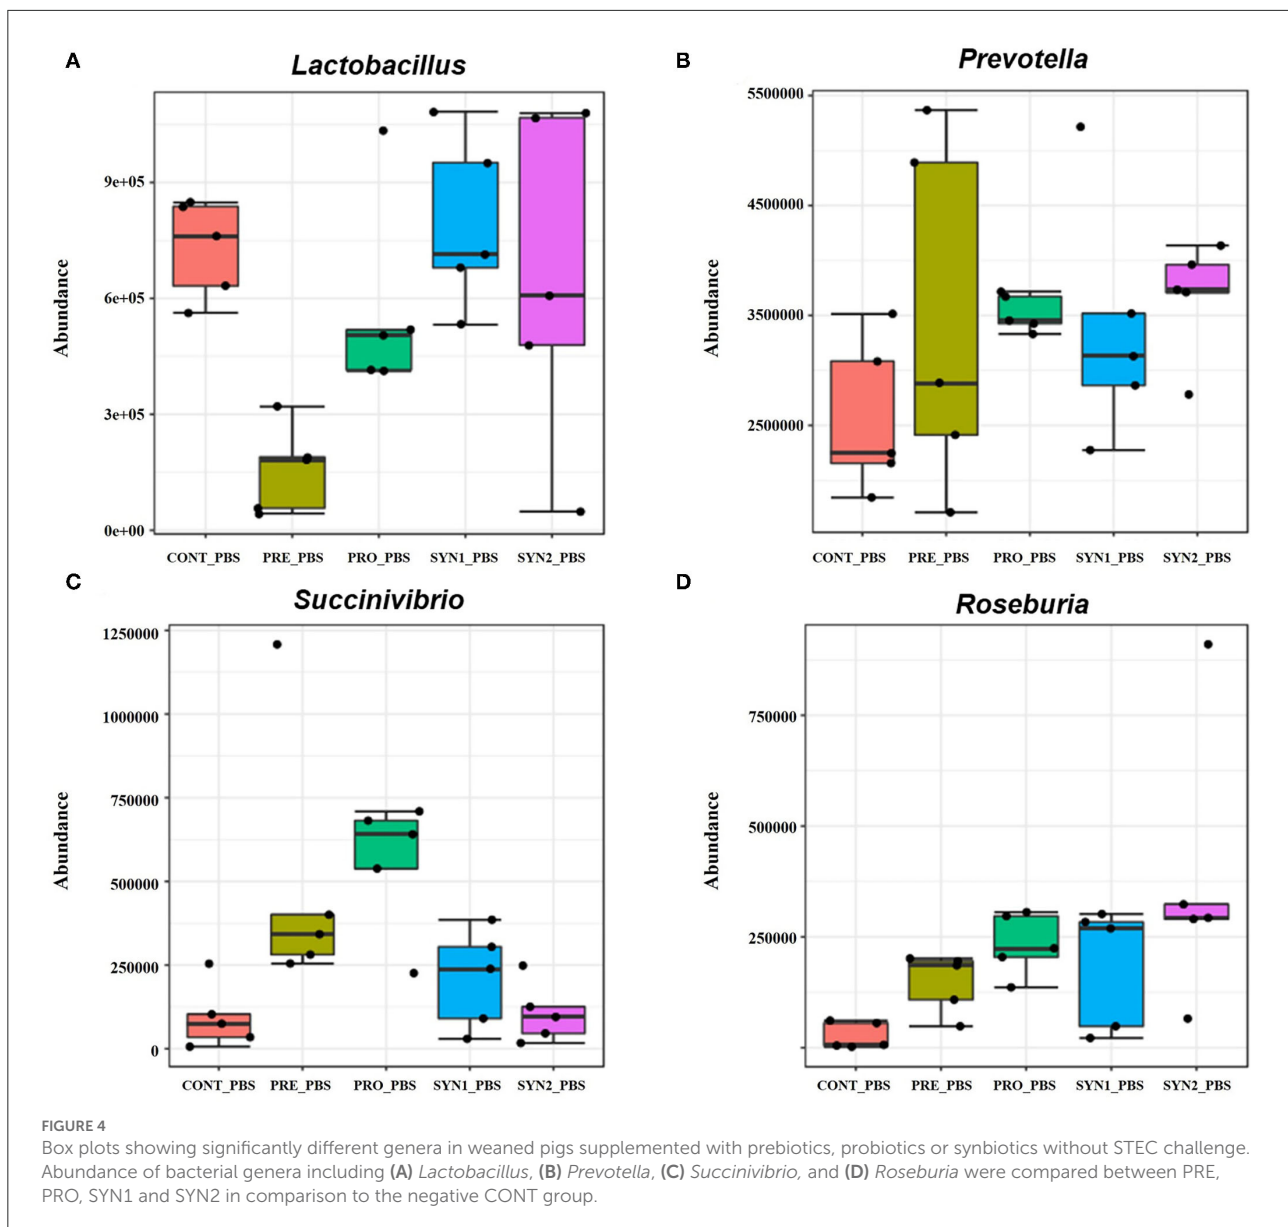 A
Lactobacillus
Abundance
9e+05
6e+05
3e+05
0e+00
CONT_PBS PRE_PBS PRO_PBS SYN1_PBS SYN2_PBS
B
Prevotella
Abundance
5500000
4500000
3500000
2500000
CONT_PBS PRE_PBS PRO_PBS SYN1_PBS SYN2_PBS
C
Succinivibrio
Abundance
1250000
1000000
750000
500000
250000
0
CONT_PBS PRE_PBS PRO_PBS SYN1_PBS SYN2_PBS
D
Roseburia
Abundance
750000
500000
250000
CONT_PBS PRE_PBS PRO_PBS SYN1_PBS SYN2_PBS
FIGURE 4
Box plots showing significantly different genera in weaned pigs supplemented with prebiotics, probiotics or synbiotics without STEC challenge.
Abundance of bacterial genera including (A) Lactobacillus, (B) Prevotella, (C) Succinivibrio, and (D) Roseburia were compared between PRE,
PRO, SYN1 and SYN2 in comparison to the negative CONT group.